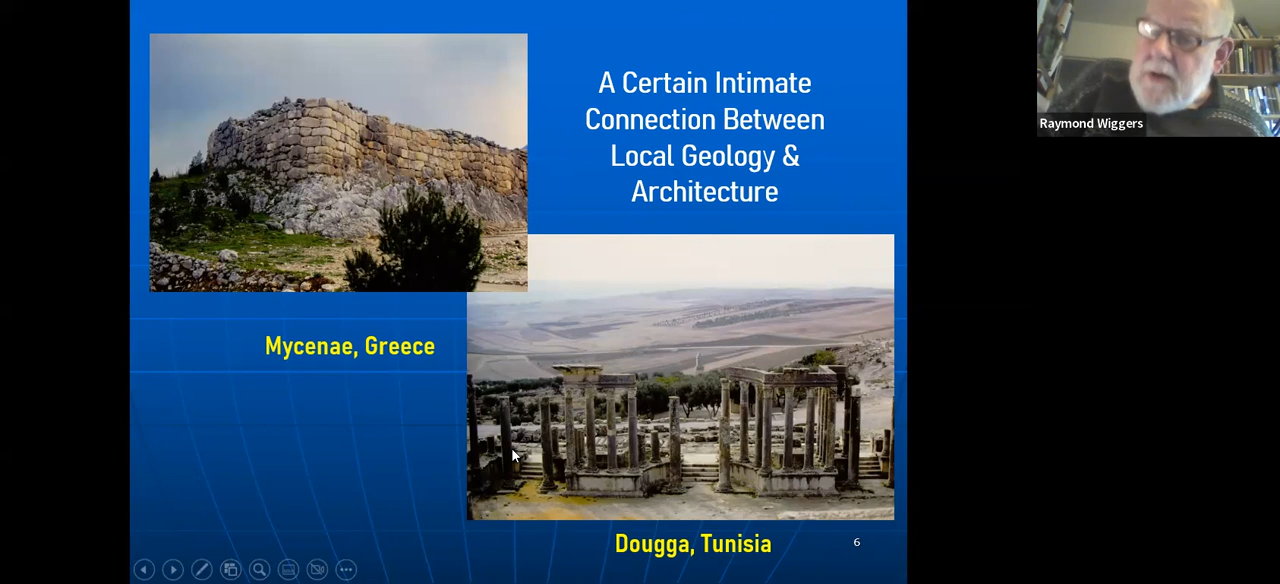 A Certain Intimate
Connection Between
Local Geology &
Architecture
Raymond Wiggers
Mycenae, Greece
Dougga, Tunisia
6